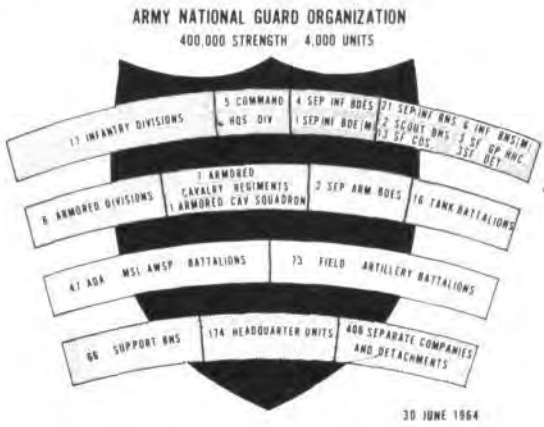 ARMY NATIONAL GUARD ORGANIZATION
400,000 STRENGTH 4,000 UNITS
17 INFANTRY DIVISIONS
5 COMMAND
HQS DIV
4 SEP INF BDES
1 SEP INF BDE (M)
21 SEP INF BNS 6 INF BNS (M)
2 SCOUT BNS 3 SF GP HHC.
13 SF COS. 3 SF DET
6 ARMORED DIVISIONS
7 ARMORED
CAVALRY REGIMENTS
1 ARMORED CAV SQUADRON
2 SEP ARM BDES
16 TANK BATTALIONS
47 ADA MSL AWSP BATTALIONS
73 FIELD ARTILLERY BATTALIONS
66 SUPPORT BNS
174 HEADQUARTER UNITS
406 SEPARATE COMPANIES
AND DETACHMENTS
30 JUNE 1964